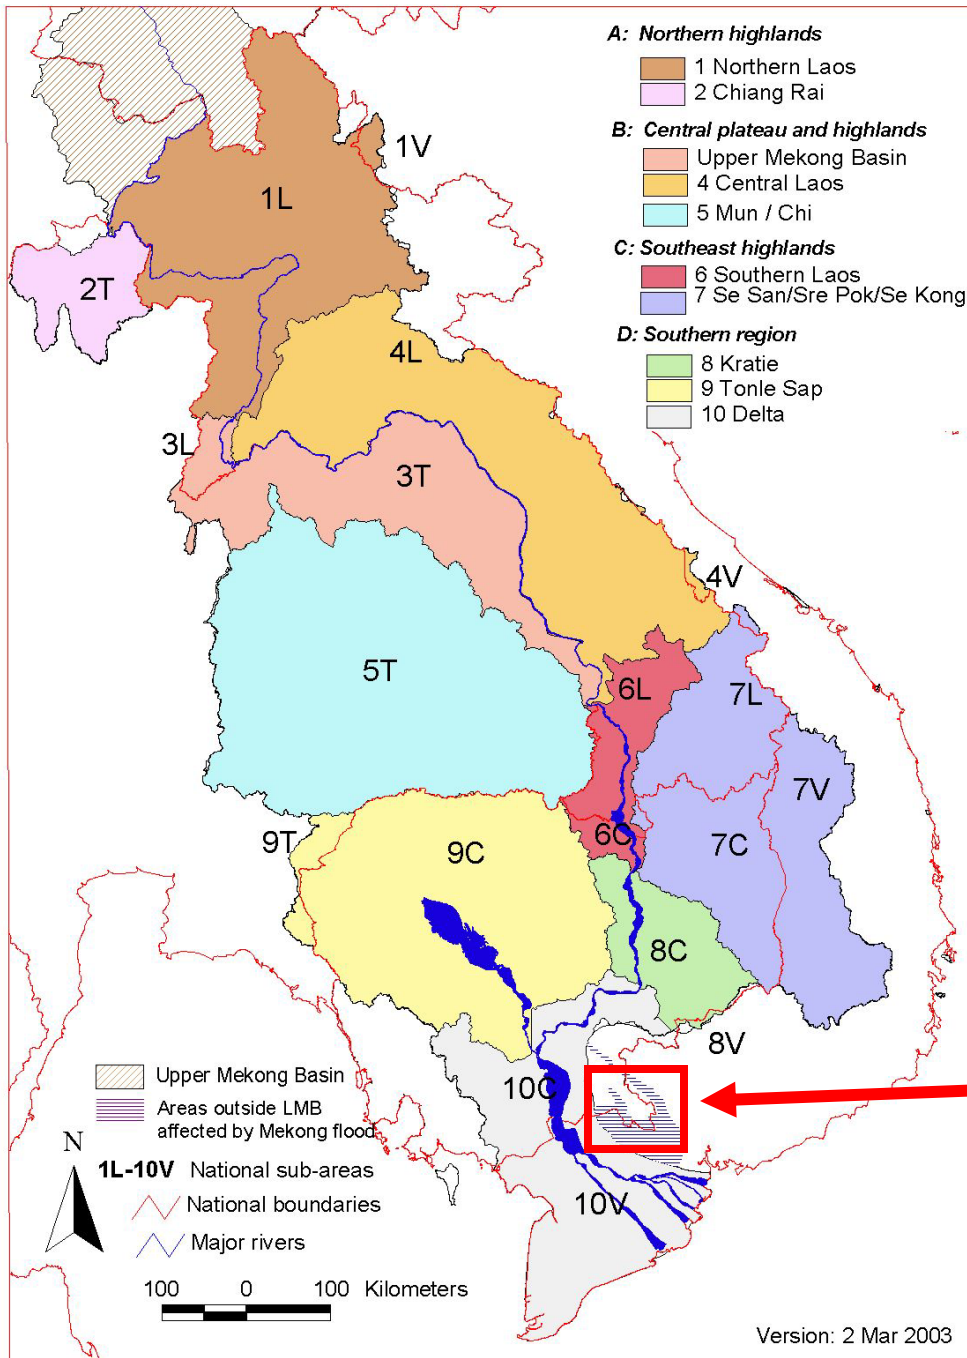 A: Northern highlands
1 Northern Laos
2 Chiang Rai
B: Central plateau and highlands
Upper Mekong Basin
4 Central Laos
5 Mun / Chi
C: Southeast highlands
6 Southern Laos
7 Se San/Sre Pok/Se Kong
D: Southern region
8 Kratie
9 Tonle Sap
10 Delta
1V
1L
2T
4L
3L
3T
4V
5T
6L
7L
7V
9T
9C
6C
7C
8C
8V
10C
10V
Upper Mekong Basin
Areas outside LMB
affected by Mekong flood
N
1L-10V National sub-areas
National boundaries
Major rivers
100 0 100 Kilometers
Version: 2 Mar 2003